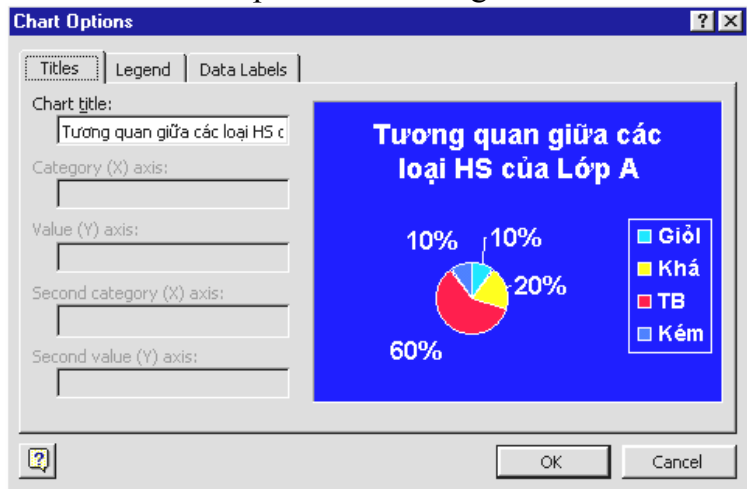 Chart Options
Titles
Legend
Data Labels
Chart title:
Tương quan giữa các loại HS c
Category (X) axis:
Value (Y) axis:
Second category (X) axis:
Second value (Y) axis:
Tương quan giữa các
loại HS của Lớp A
10%
10%
20%
60%
Giỏi
Khá
TB
Kém
OK
Cancel